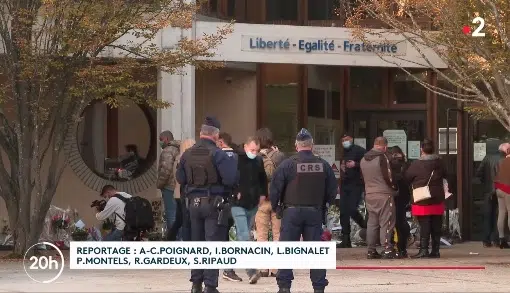 2
Liberté - Egalité - Fraternité
CRS
20h
REPORTAGE : A-C.POIGNARD, I.BORNACIN, L.BIGNALET
P.MONTELS, R.GARDEUX, S.RIPAUD